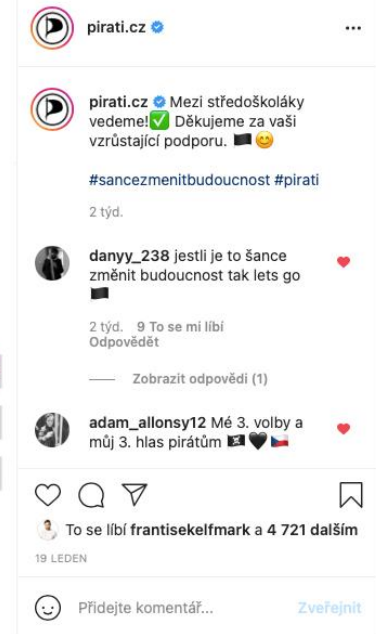 pirati.cz
pirati.cz Mezi středoškoláky
vedeme!✅ Děkujeme za vaši
vzrůstající podporu. 🏴😊
#sancezmenitbudoucnost #pirati
2 týd.
danyy_238 jestli je to šance
změnit budoucnost tak lets go
🏴
2 týd. 9 To se mi líbí
Odpovědět
Zobrazit odpovědi (1)
adam_allonsy12 Mé 3. volby a
můj 3. hlas pirátům 🏴‍☠️🖤🇨🇿
To se líbí frantisekelfmark a 4 721 dalším
19 LEDEN
Přidejte komentář... Zveřejnit